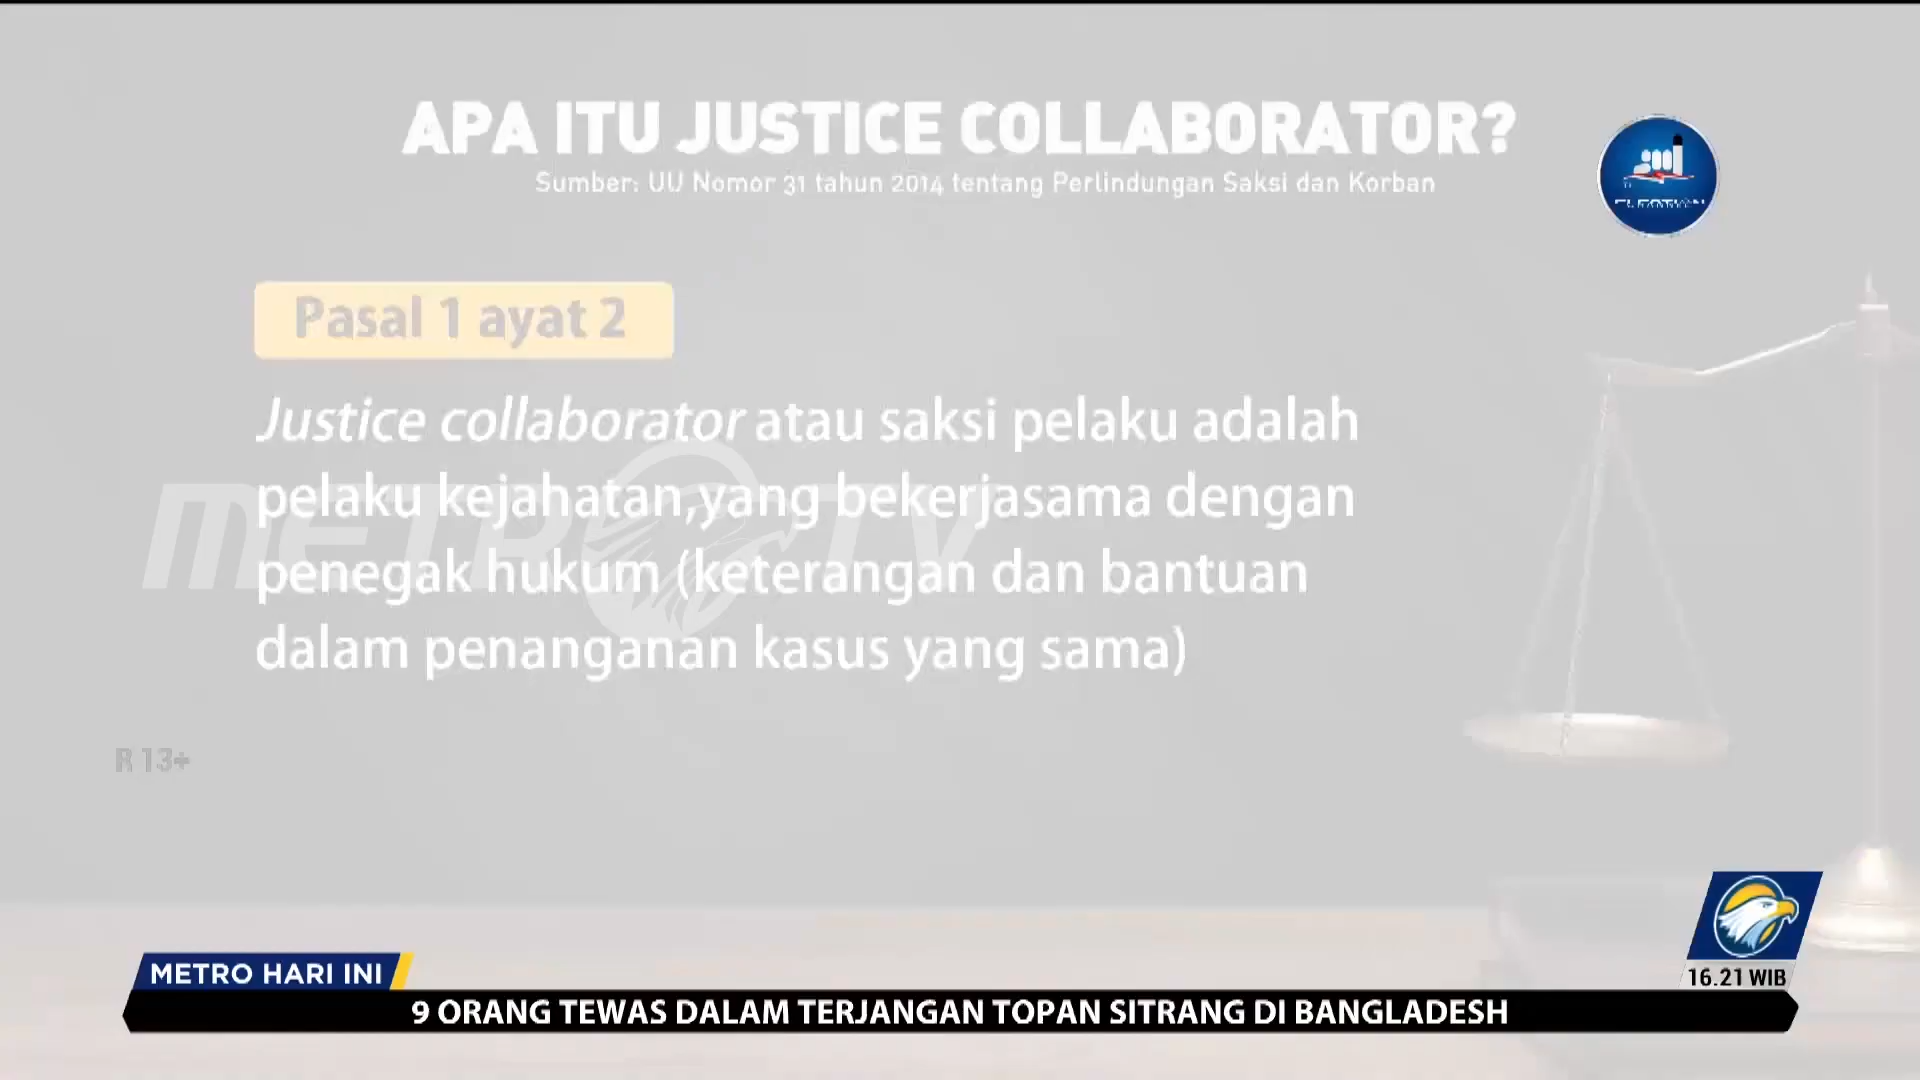 APA ITU JUSTICE COLLABORATOR?
Sumber: UU Nomor 31 tahun 2014 tentang Perlindungan Saksi dan Korban
Pasal 1 ayat 2
Justice collaborator atau saksi pelaku adalah
pelaku kejahatan,yang bekerjasama dengan
penegak hukum (keterangan dan bantuan
dalam penanganan kasus yang sama)
METRO TV
R 13+
METRO HARI INI
16.21 WIB
9 ORANG TEWAS DALAM TERJANGAN TOPAN SITRANG DI BANGLADESH